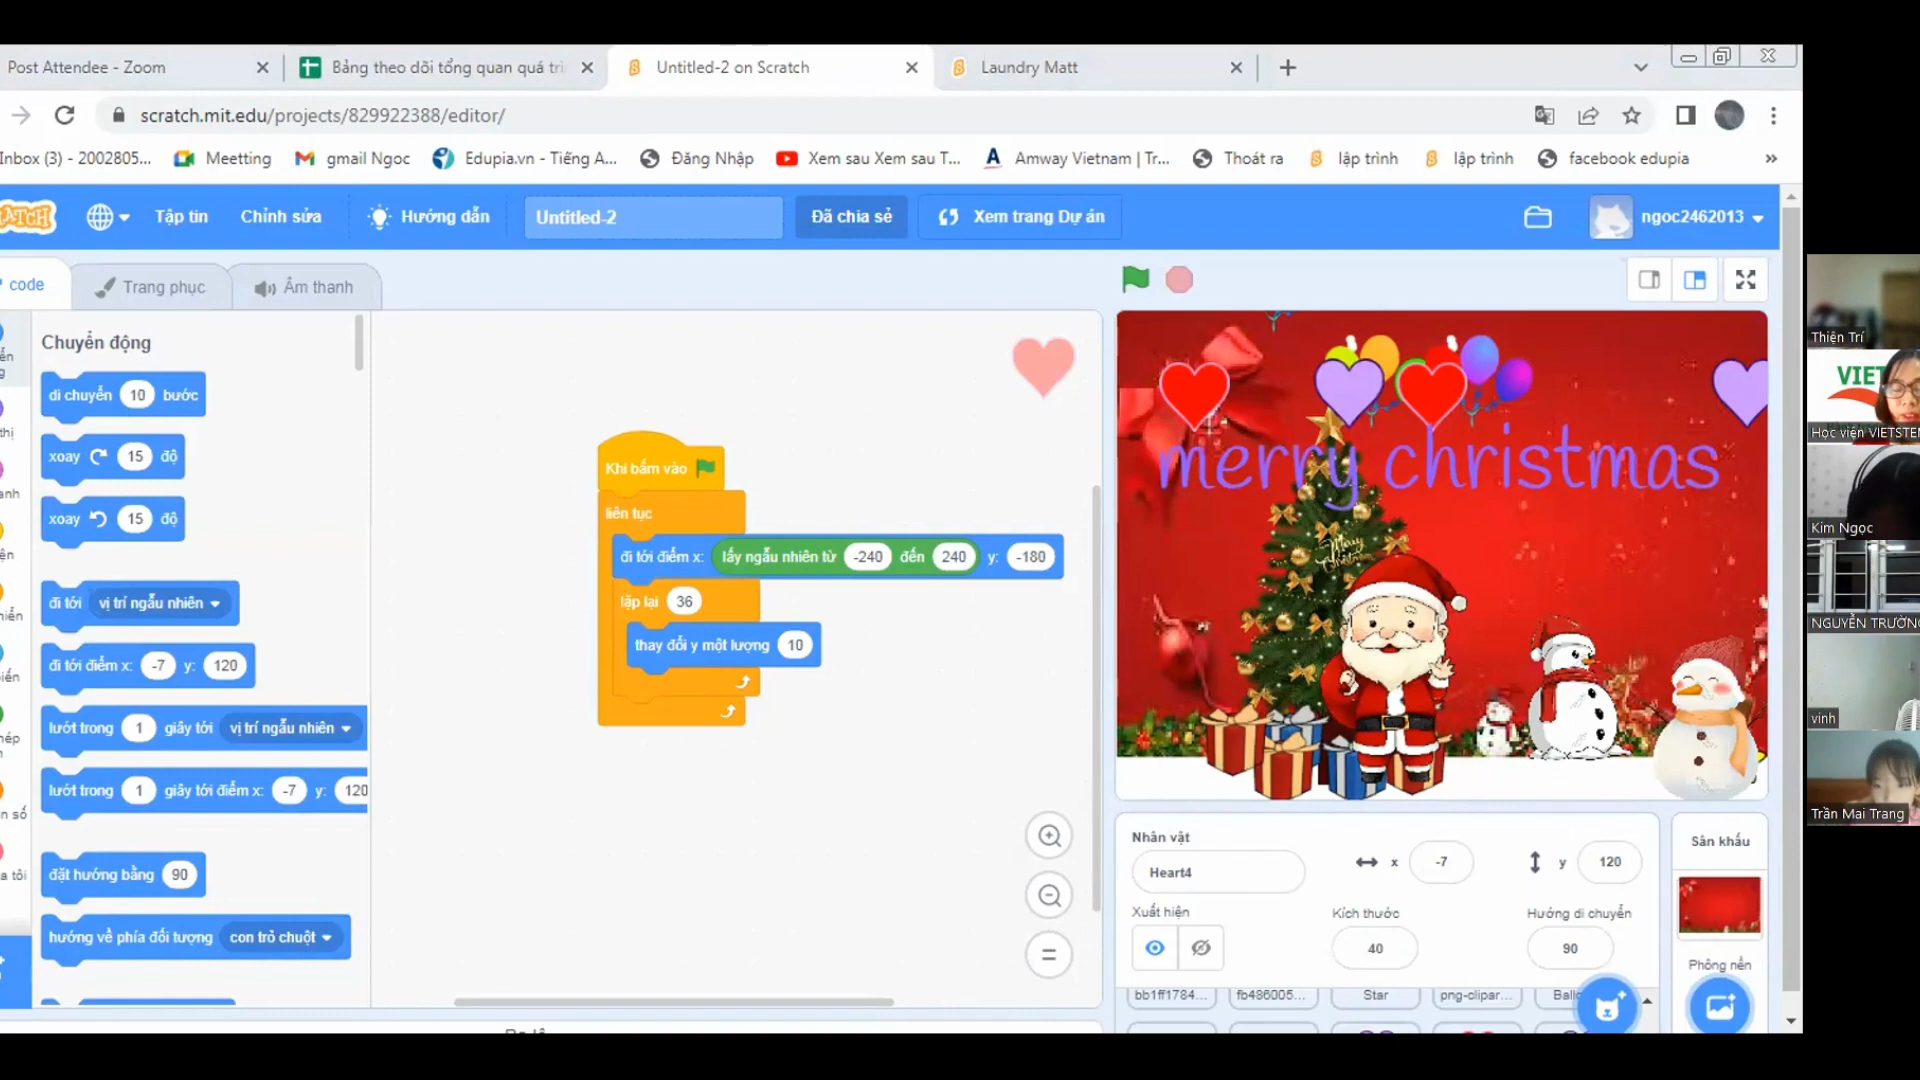 Post Attendee - Zoom
Bảng theo dõi tổng quan quá trì
Untitled-2 on Scratch
Laundry Matt
scratch.mit.edu/projects/829922388/editor/
Inbox (3) - 2002805...
Meetting
gmail Ngoc
Edupia.vn - Tiếng A...
Đăng Nhập
Xem sau Xem sau T...
Amway Vietnam | Tr...
Thoát ra
lập trình
lập trình
facebook edupia
Tập tin
Chỉnh sửa
Hướng dẫn
Untitled-2
Đã chia sẻ
Xem trang Dự án
ngoc2462013
code
Trang phục
Âm thanh
Chuyển động
di chuyển 10 bước
xoay 15 độ
xoay 15 độ
đi tới vị trí ngẫu nhiên
đi tới điểm x: -7 y: 120
lướt trong 1 giây tới vị trí ngẫu nhiên
lướt trong 1 giây tới điểm x: -7 y: 120
đặt hướng bằng 90
hướng về phía đối tượng con trỏ chuột
Khi bấm vào
liên tục
đi tới điểm x: lấy ngẫu nhiên từ -240 đến 240 y: -180
lặp lại 36
thay đổi y một lượng 10
merry christmas
Merry
Christmas
Nhân vật
Heart4
x -7
y 120
Xuất hiện
Kích thước
40
Hướng di chuyển
90
bb1ff1784...
fb486005...
Star
png-clipar...
Sân khấu
Phông nền
Thiện Trí
VIET
Học viện VIETSTE
Kim Ngọc
NGUYỄN TRƯỜNG
vinh
Trần Mai Trang